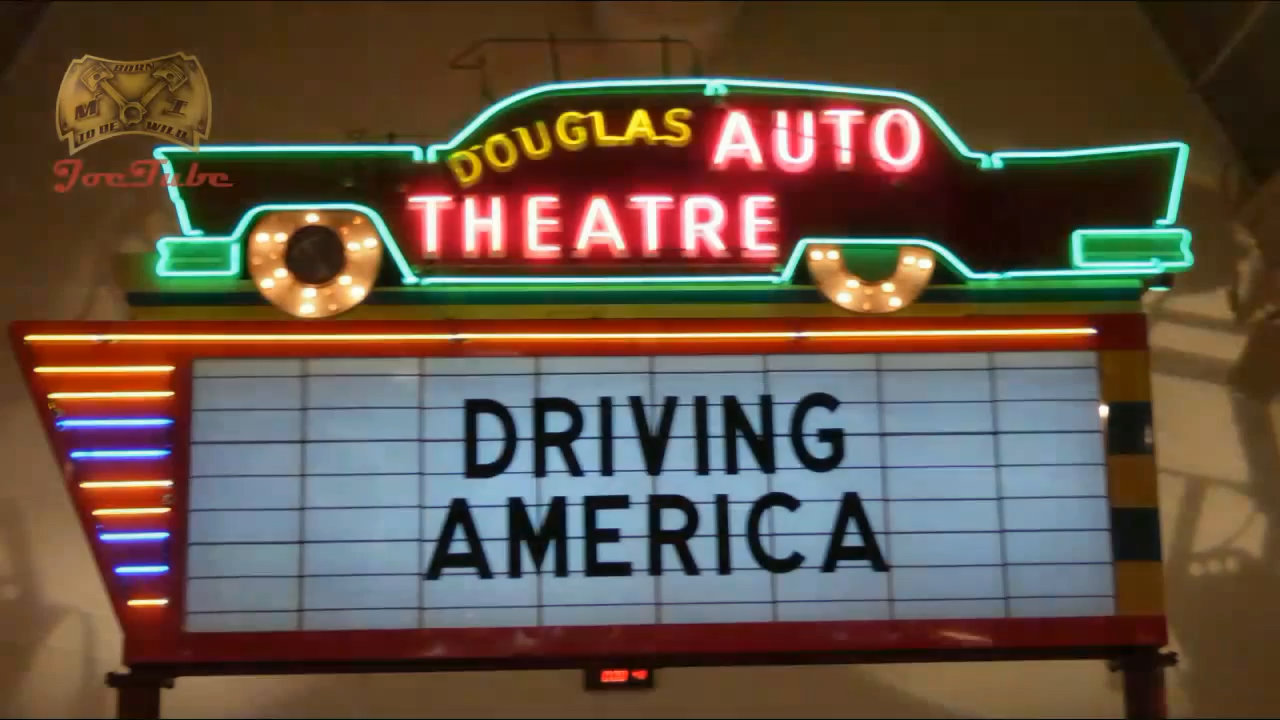 BORN
M I
TO BE WILD
JoeTube
DOUGLAS AUTO
THEATRE
DRIVING
AMERICA